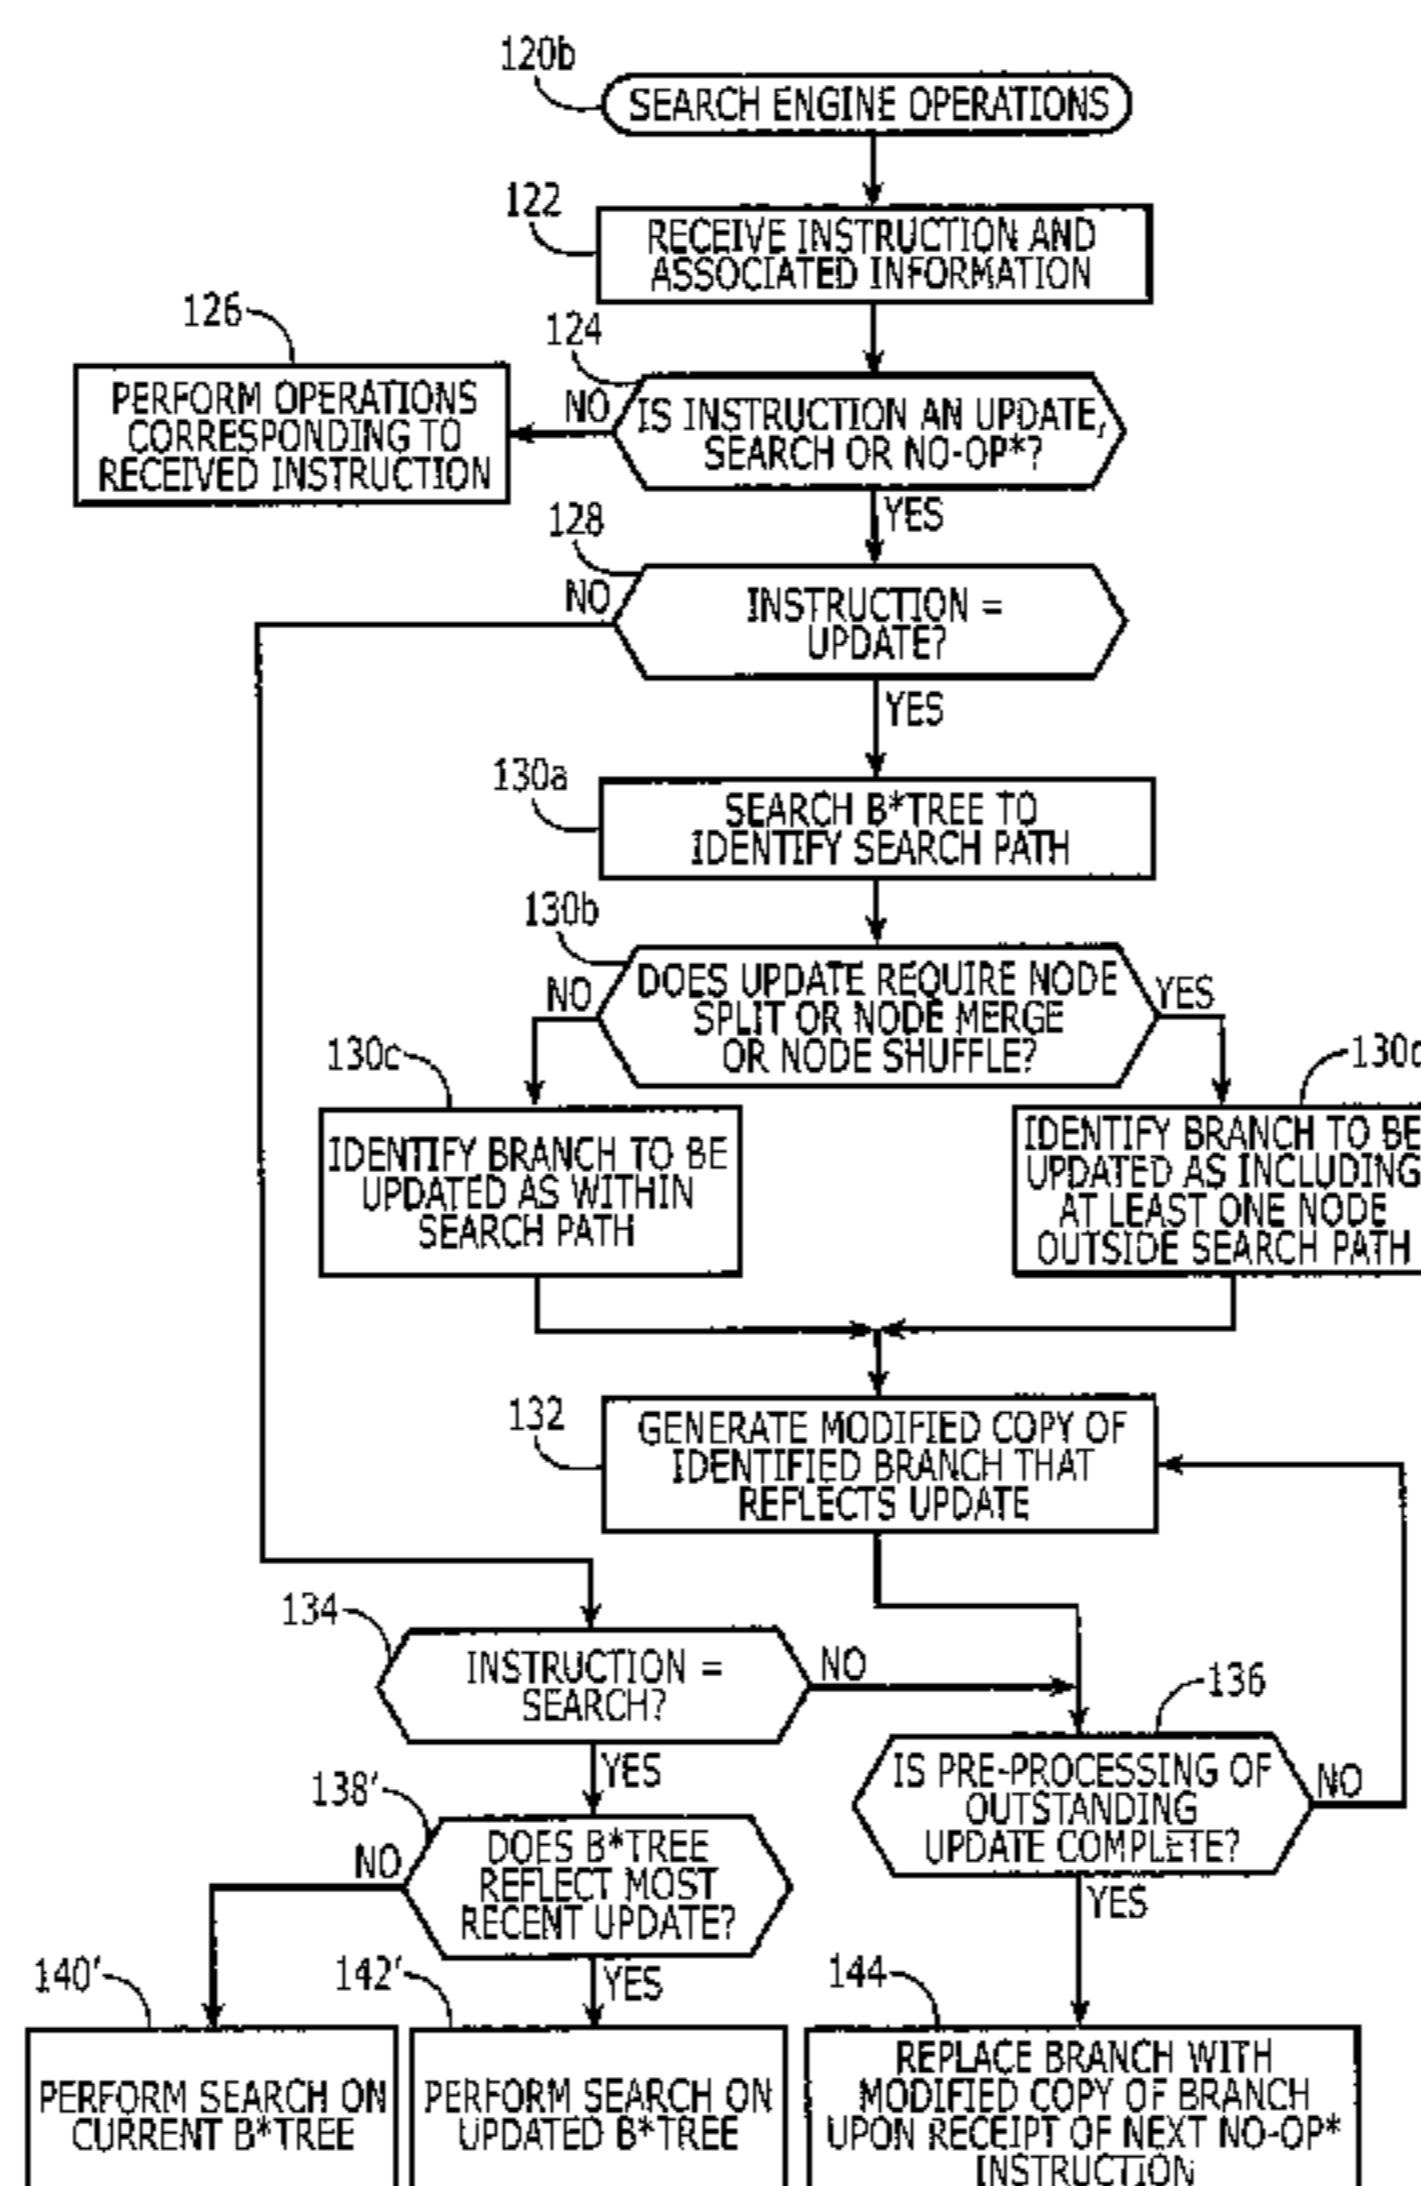 120b
SEARCH ENGINE OPERATIONS
122
RECEIVE INSTRUCTION AND
ASSOCIATED INFORMATION
126
124
PERFORM OPERATIONS
CORRESPONDING TO
RECEIVED INSTRUCTION
NO
IS INSTRUCTION AN UPDATE,
SEARCH OR NO-OP*?
YES
128
NO
INSTRUCTION =
UPDATE?
YES
130a
SEARCH B*TREE TO
IDENTIFY SEARCH PATH
130b
NO
DOES UPDATE REQUIRE NODE
SPLIT OR NODE MERGE
OR NODE SHUFFLE?
YES
130c
130d
IDENTIFY BRANCH TO BE
UPDATED AS WITHIN
SEARCH PATH
IDENTIFY BRANCH TO BE
UPDATED AS INCLUDING
AT LEAST ONE NODE
OUTSIDE SEARCH PATH
132
GENERATE MODIFIED COPY OF
IDENTIFIED BRANCH THAT
REFLECTS UPDATE
134
INSTRUCTION =
SEARCH?
NO
YES
136
IS PRE-PROCESSING OF
OUTSTANDING
UPDATE COMPLETE?
NO
YES
138'
NO
DOES B*TREE
REFLECT MOST
RECENT UPDATE?
YES
140'
142'
144
PERFORM SEARCH ON
CURRENT B*TREE
PERFORM SEARCH ON
UPDATED B*TREE
REPLACE BRANCH WITH
MODIFIED COPY OF BRANCH
UPON RECEIPT OF NEXT NO-OP*
INSTRUCTION